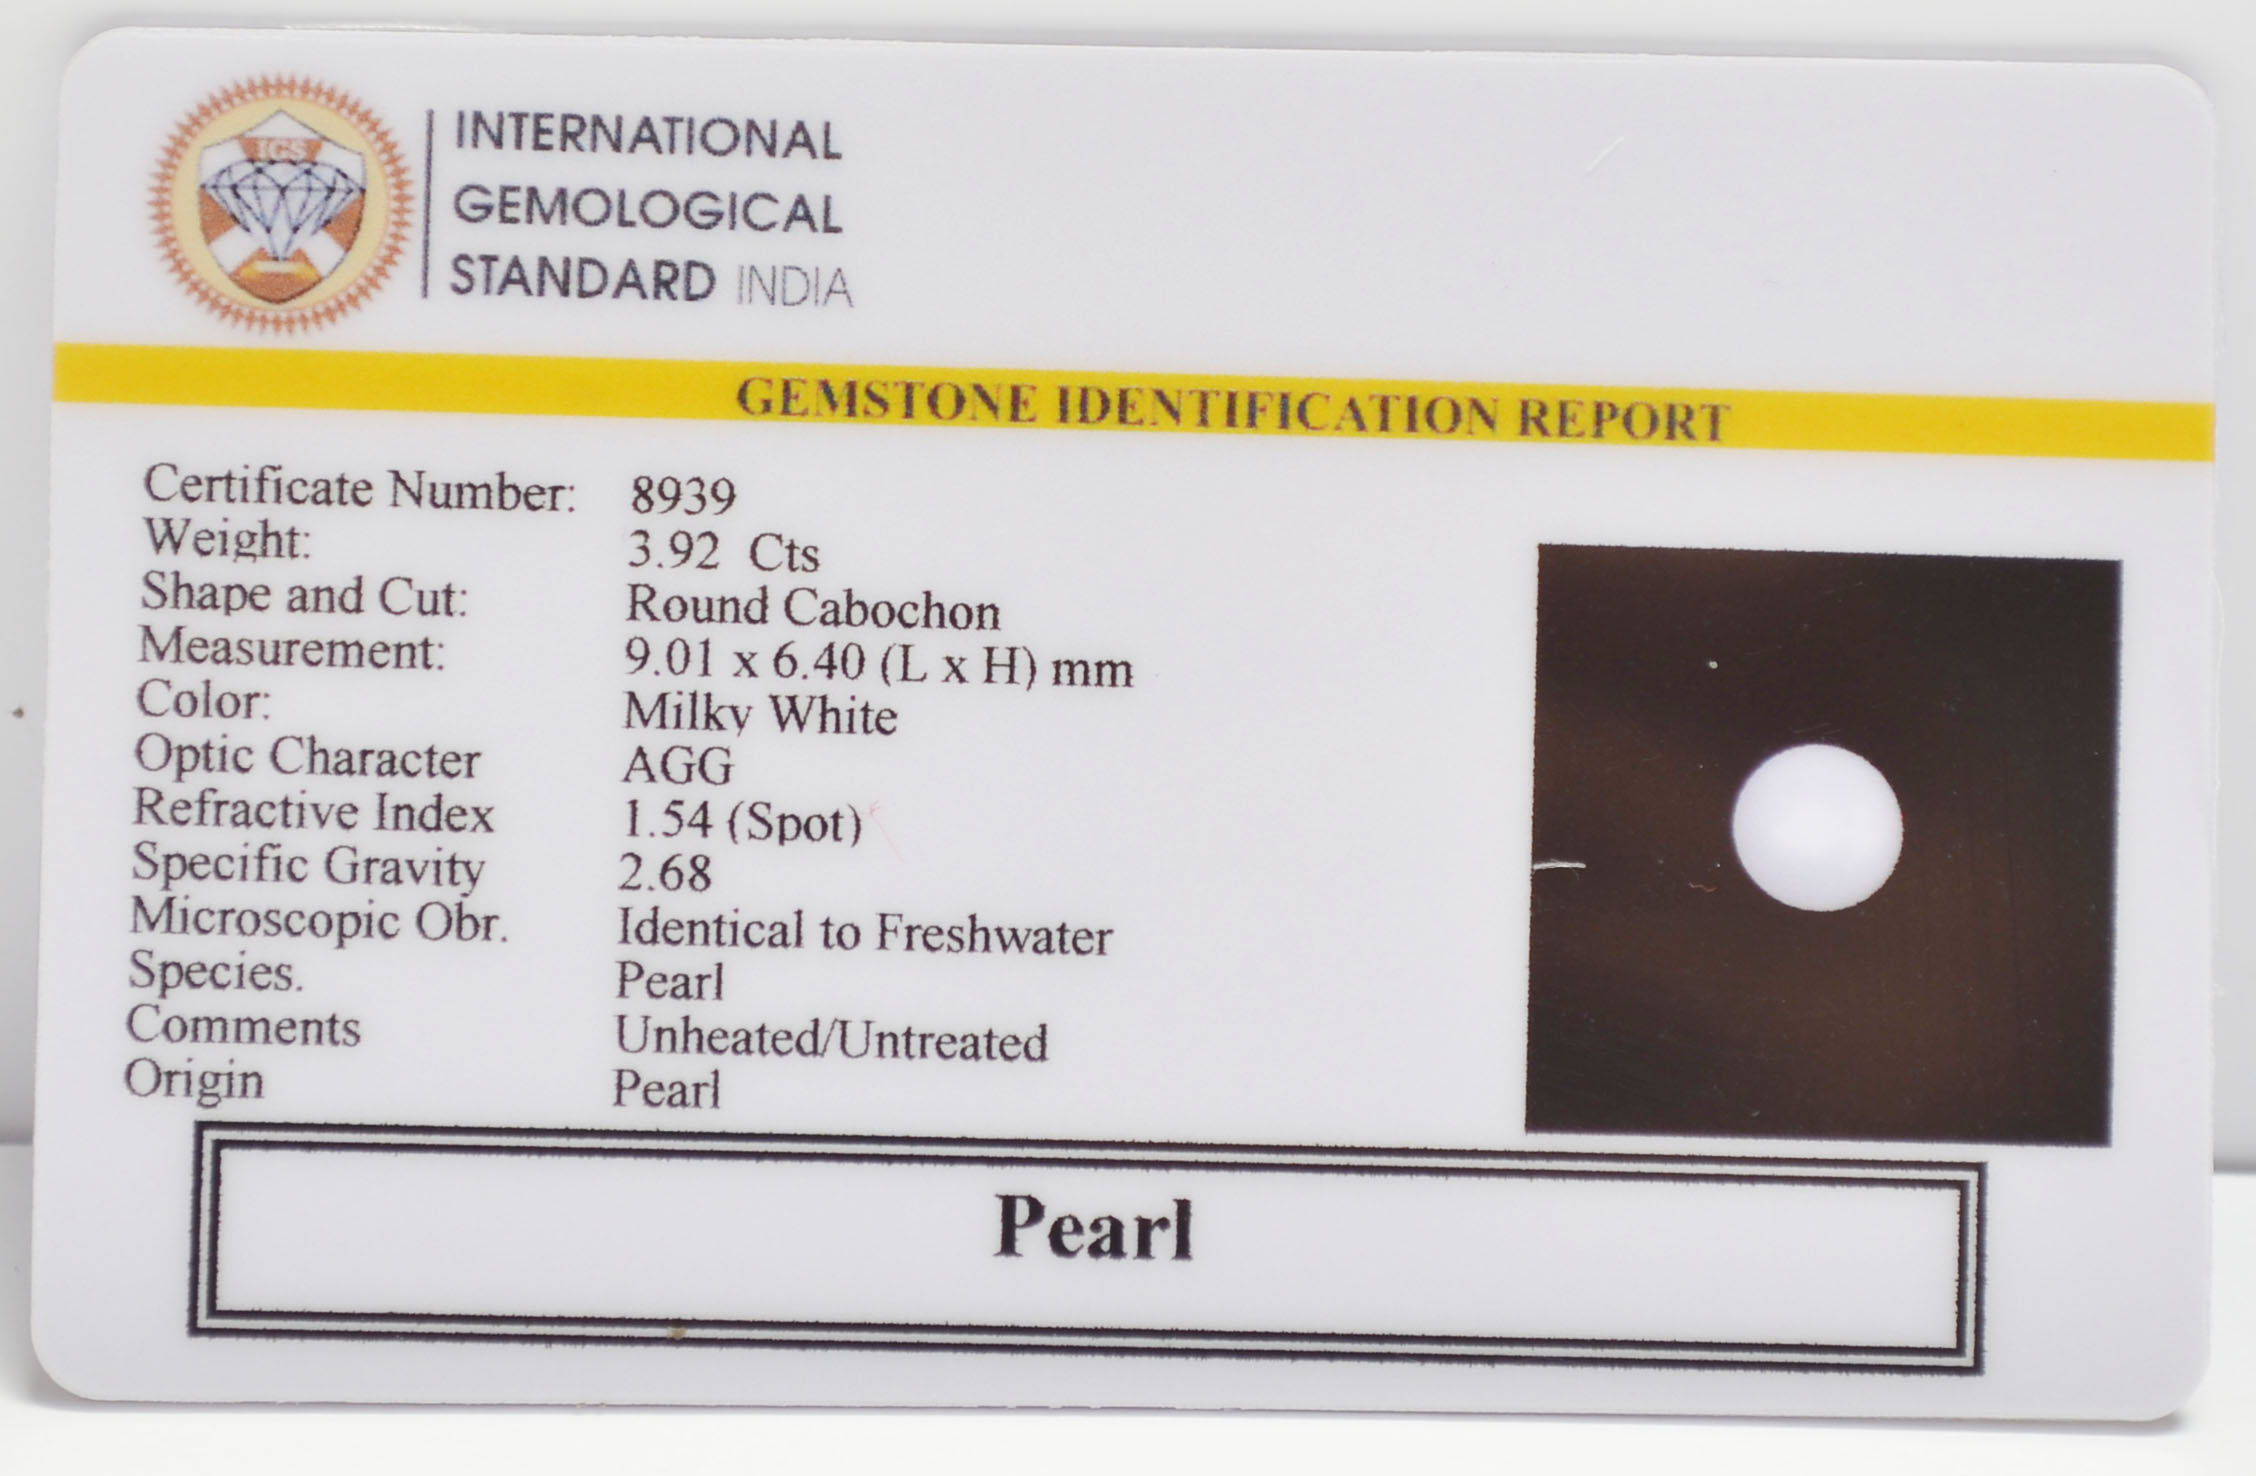 IGS
INTERNATIONAL
GEMOLOGICAL
STANDARD INDIA
GEMSTONE IDENTIFICATION REPORT
Certificate Number: 8939
Weight: 3.92 Cts
Shape and Cut: Round Cabochon
Measurement: 9.01 x 6.40 (L x H) mm
Color: Milky White
Optic Character AGG
Refractive Index 1.54 (Spot)
Specific Gravity 2.68
Microscopic Obr. Identical to Freshwater
Species. Pearl
Comments Unheated/Untreated
Origin Pearl
Pearl